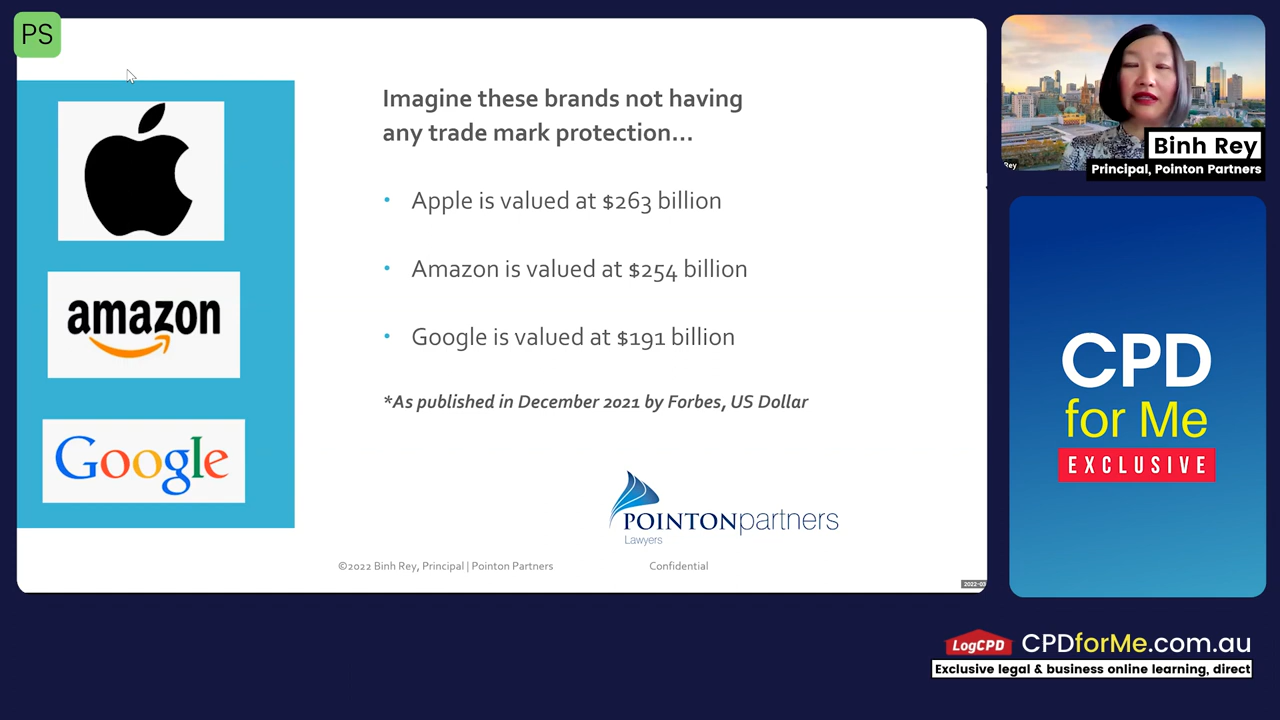 PS
Imagine these brands not having
any trade mark protection...
• Apple is valued at $263 billion
amazon
• Amazon is valued at $254 billion
• Google is valued at $191 billion
*As published in December 2021 by Forbes, US Dollar
Google
POINTONpartners
Lawyers
©2022 Binh Rey, Principal | Pointon Partners
Confidential
Rey
Binh Rey
Principal, Pointon Partners
CPD
for Me
EXCLUSIVE
LogCPD
CPDforMe.com.au
Exclusive legal & business online learning, direct